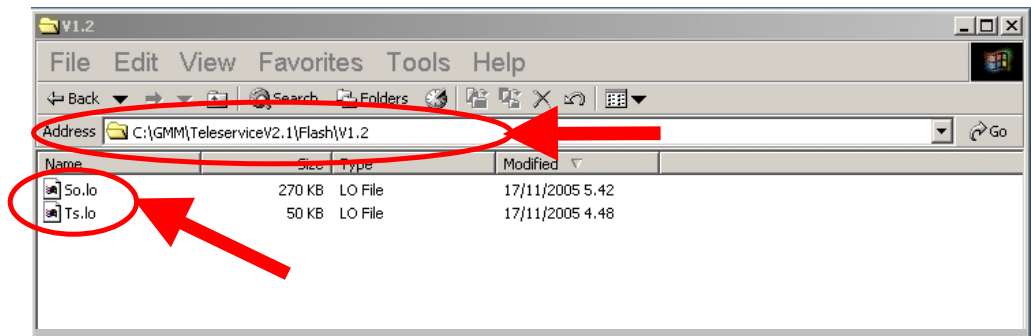 V1.2
File Edit View Favorites Tools Help
Back Search Folders
Address C:\GMM\TeleserviceV2.1\Flash\V1.2 Go
Name Size Type Modified
So.lo 270 KB LO File 17/11/2005 5.42
Ts.lo 50 KB LO File 17/11/2005 4.48